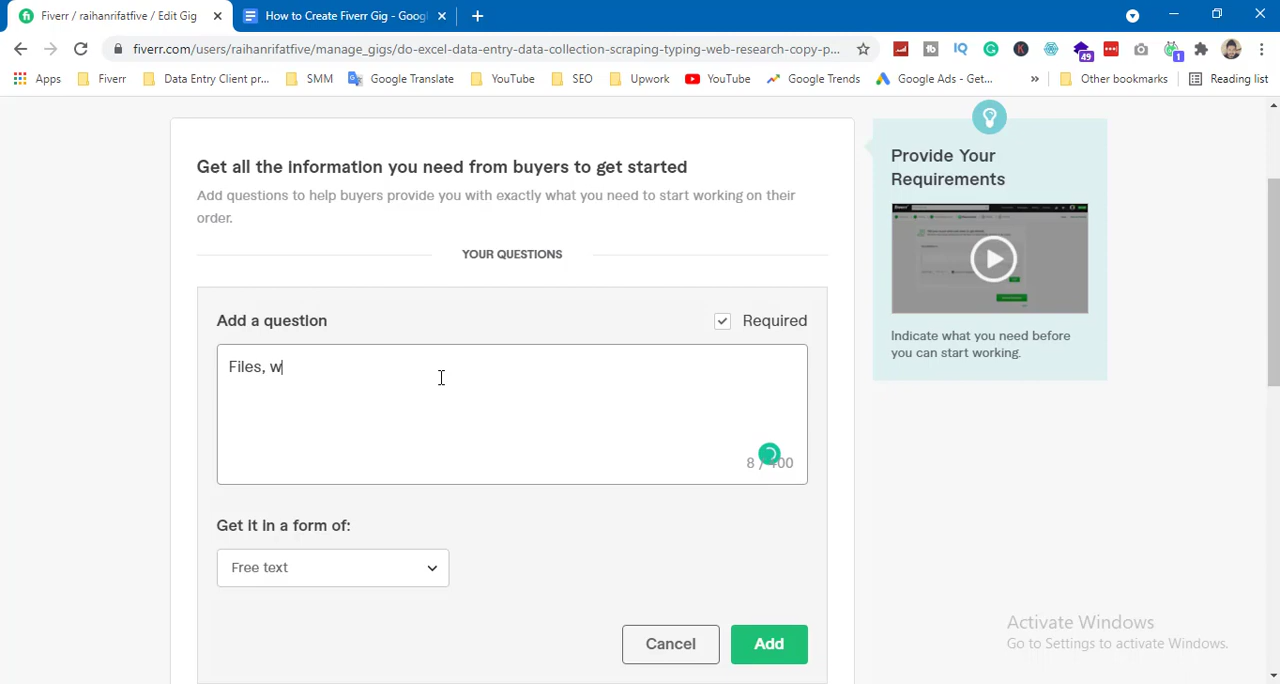 Fiverr / raihanrifatfive / Edit Gig
How to Create Fiverr Gig - Goog
fiverr.com/users/raihanrifatfive/manage_gigs/do-excel-data-entry-data-collection-scraping-typing-web-research-copy-p...
Apps Fiverr Data Entry Client pr... SMM Google Translate YouTube SEO Upwork YouTube Google Trends Google Ads - Get... » Other bookmarks Reading list
Get all the information you need from buyers to get started
Add questions to help buyers provide you with exactly what you need to start working on their
order.
YOUR QUESTIONS
Add a question
Required
Files, w
8 / 400
Get it in a form of:
Free text
Cancel
Add
Provide Your
Requirements
Indicate what you need before
you can start working.
Activate Windows
Go to Settings to activate Windows.